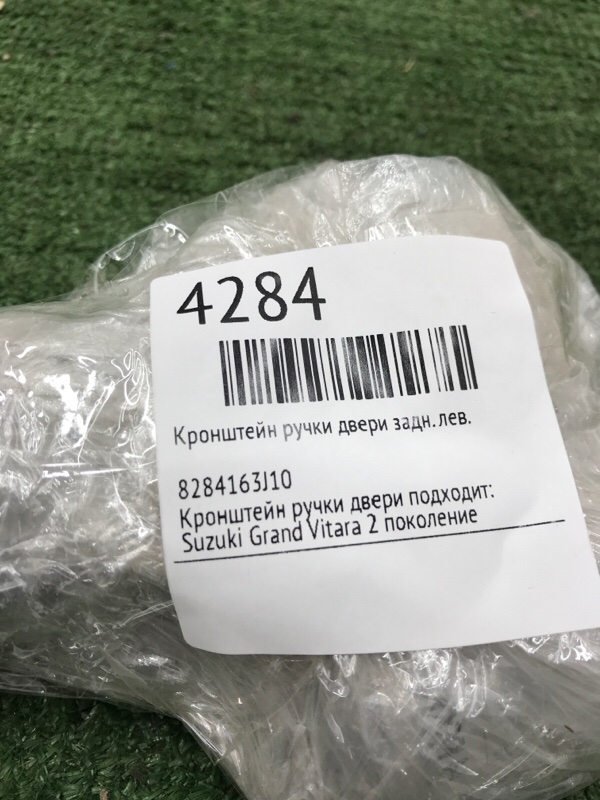 4284
Кронштейн ручки двери задн.лев.
8284163J10
Кронштейн ручки двери подходит:
Suzuki Grand Vitara 2 поколение